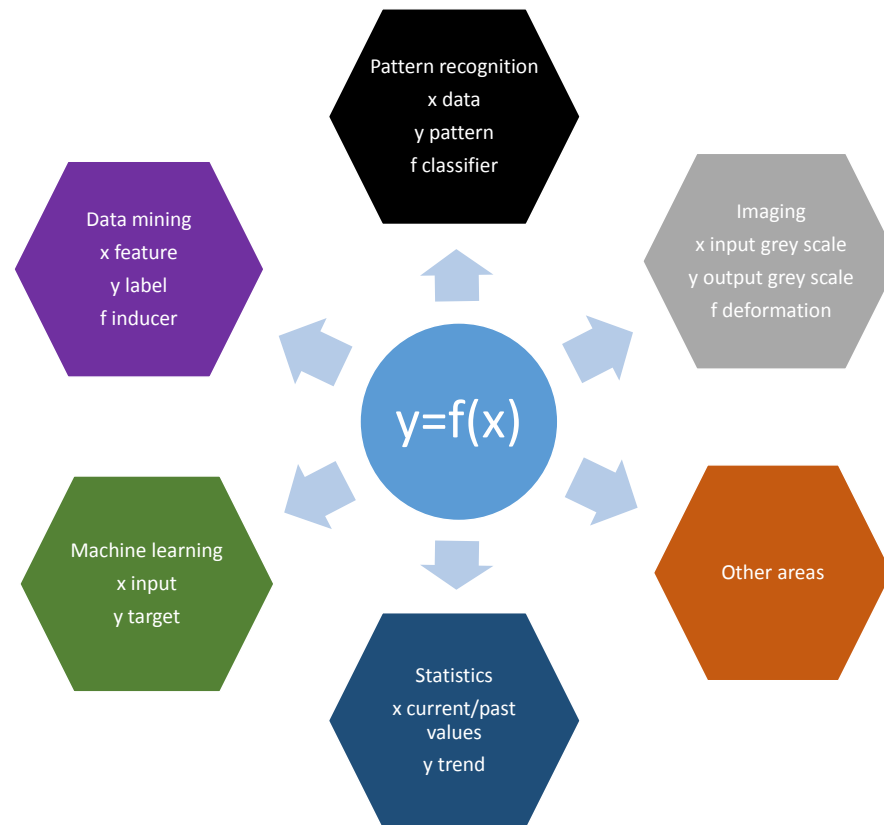 Pattern recognition
x data
y pattern
f classifier
Data mining
x feature
y label
f inducer
Imaging
x input grey scale
y output grey scale
f deformation
y=f(x)
Machine learning
x input
y target
Other areas
Statistics
x current/past
values
y trend